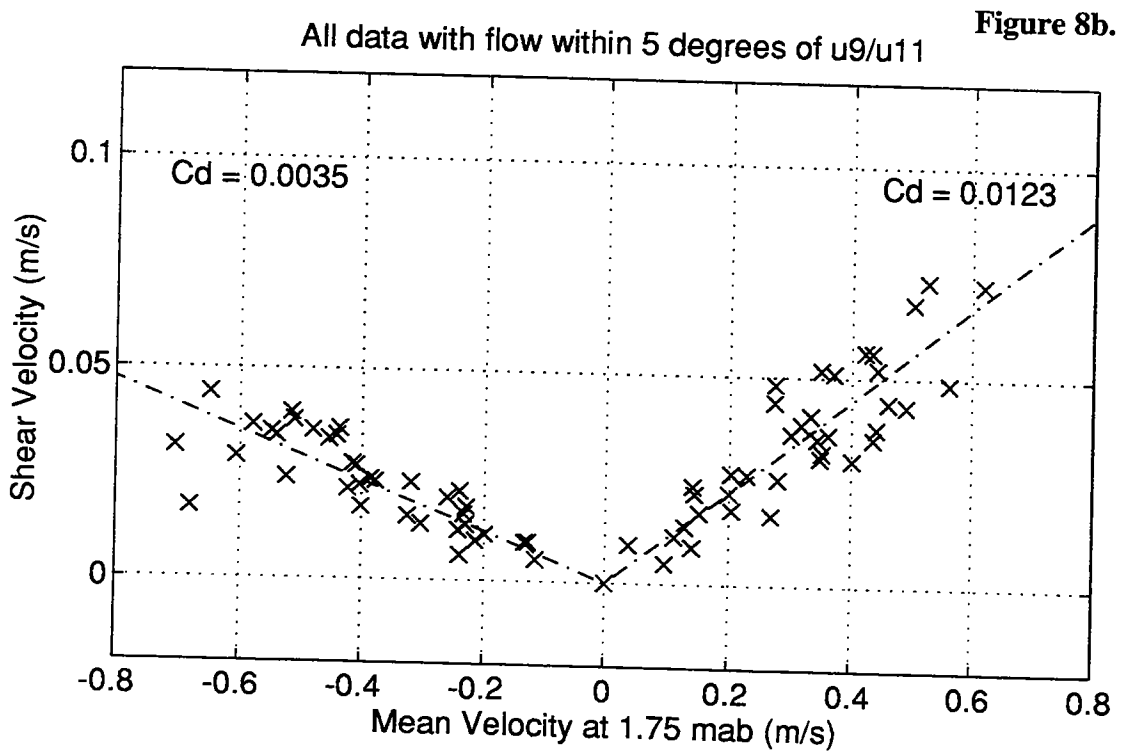 Figure 8b.
All data with flow within 5 degrees of u9/u11
Cd = 0.0035
Cd = 0.0123
Shear Velocity (m/s)
0.1
0.05
0
-0.8 -0.6 -0.4 -0.2 0 0.2 0.4 0.6 0.8
Mean Velocity at 1.75 mab (m/s)